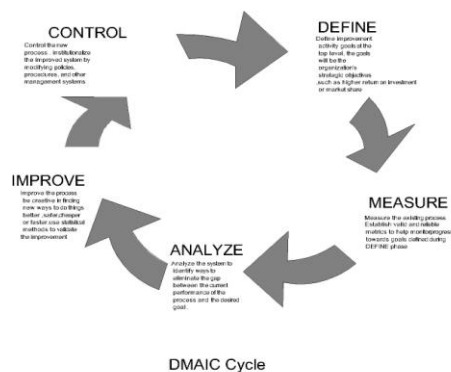 CONTROL
Control the new
process . institutionalize
the improved system by
modifying policies,
procedures, and other
management systems
DEFINE
Define improvement
activity goals at the
top level, the goals
will be the
organization's
strategic objectives
,such as higher return on investment
or market share
MEASURE
Measure the existing process
Establish valid and reliable
metrics to help monitor progress
towards goals defined during
DEFINE phase
ANALYZE
Analyze the system to
identify ways to
eliminate the gap
between the current
performance of the
process and the desired
goal.
IMPROVE
Improve the process
be creative in finding
new ways to do things
better ,safer,cheaper
or faster use statistical
methods to validate
the improvement
DMAIC Cycle